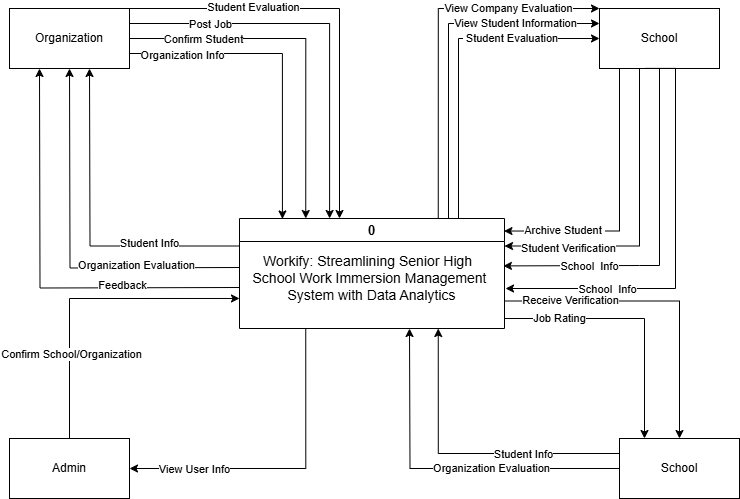 Student Evaluation
Post Job
Confirm Student
Organization Info
Organization
View Company Evaluation
View Student Information
Student Evaluation
School
0
Workify: Streamlining Senior High
School Work Immersion Management
System with Data Analytics
Student Info
Organization Evaluation
Feedback
Archive Student
Student Verification
School Info
School Info
Receive Verification
Job Rating
Confirm School/Organization
Admin
View User Info
Student Info
Organization Evaluation
School